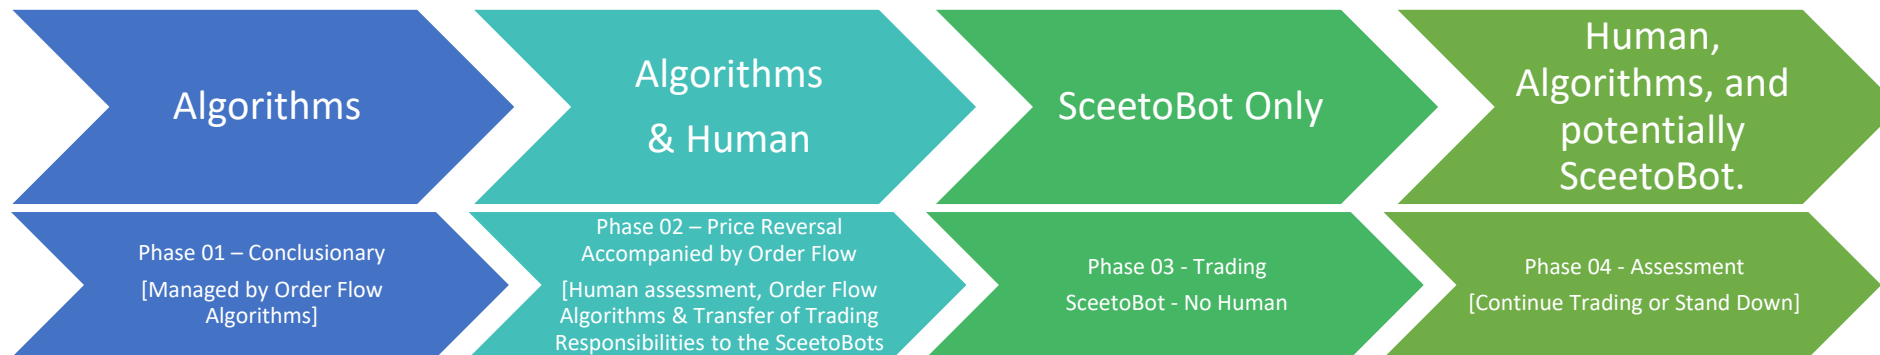 Algorithms
Algorithms
& Human
SceetoBot Only
Human,
Algorithms, and
potentially
SceetoBot.
Phase 01 – Conclusionary
[Managed by Order Flow
Algorithms]
Phase 02 – Price Reversal
Accompanied by Order Flow
[Human assessment, Order Flow
Algorithms & Transfer of Trading
Responsibilities to the SceetoBots
Phase 03 - Trading
SceetoBot - No Human
Phase 04 - Assessment
[Continue Trading or Stand Down]